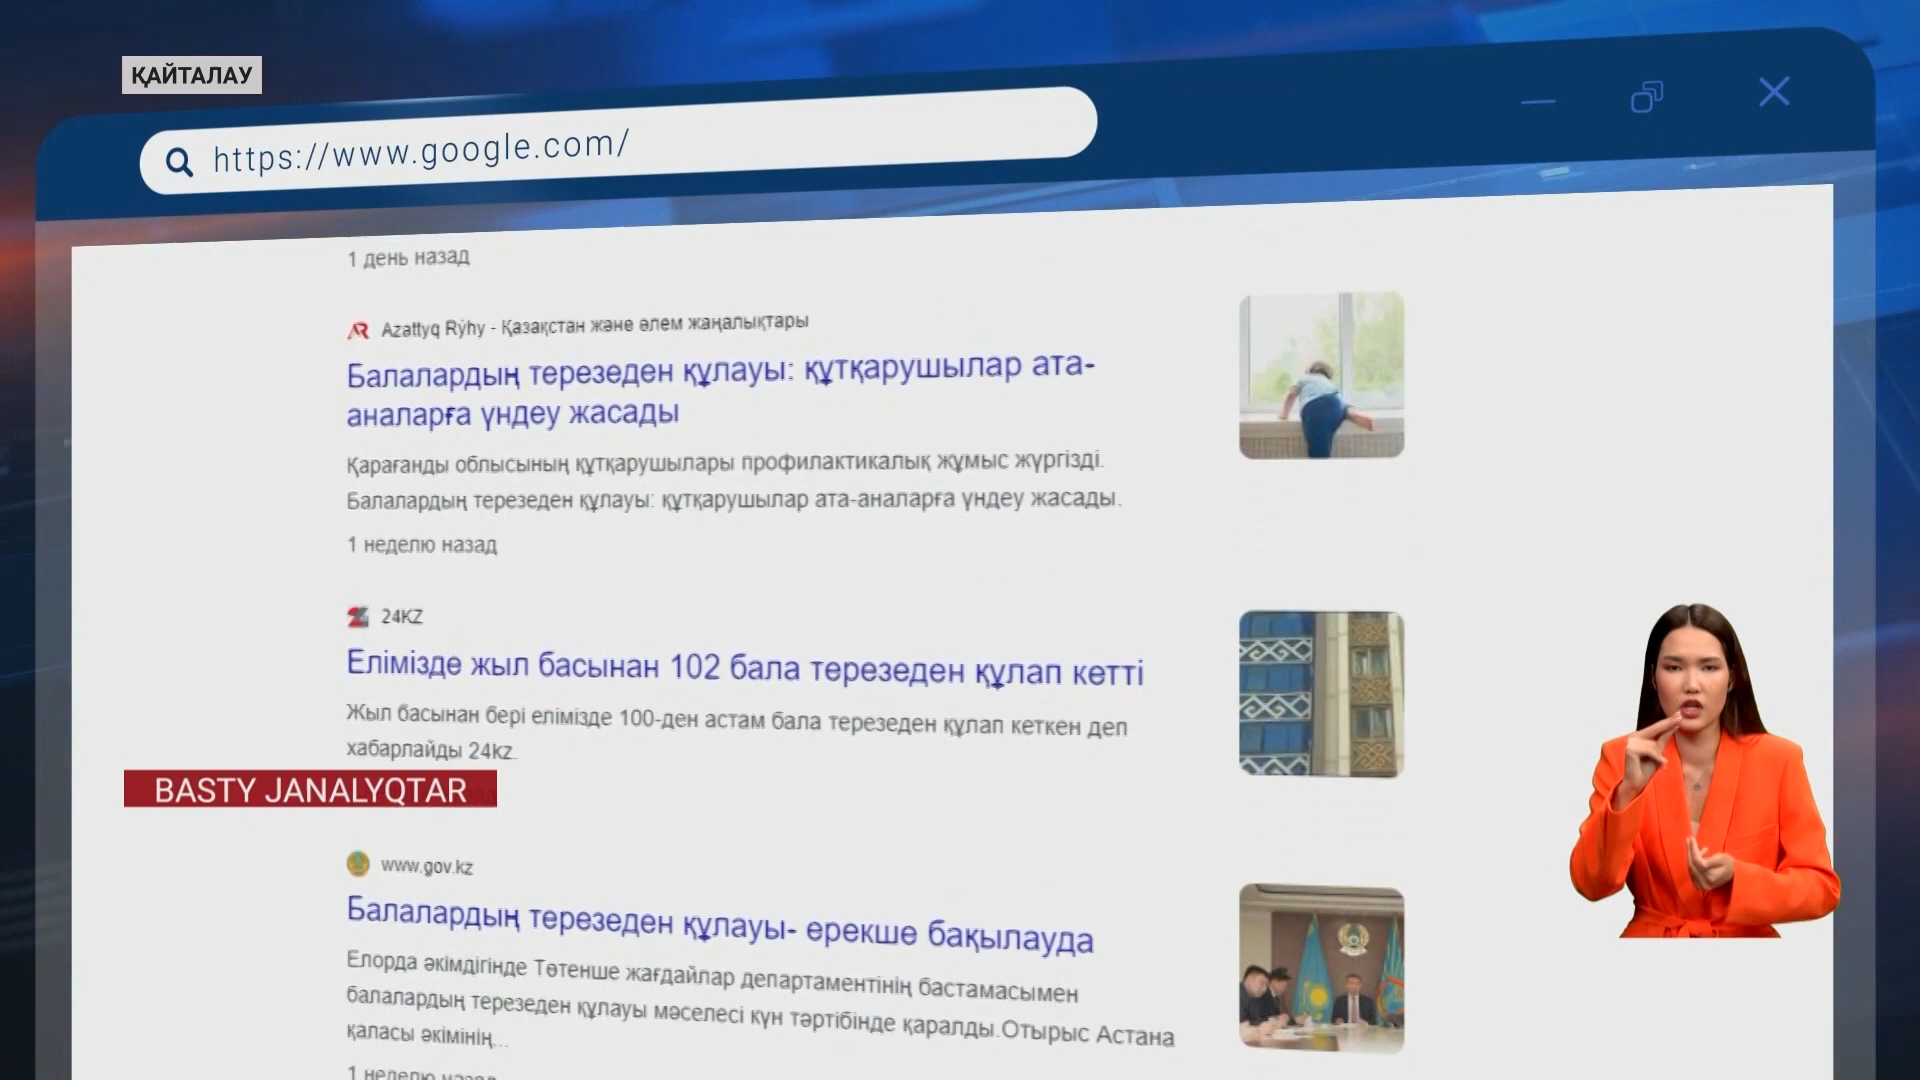 ҚАЙТАЛАУ
https://www.google.com/
1 день назад
Azattyq Rýhy - Қазақстан және әлем жаңалықтары
Балалардың терезеден құлауы: құтқарушылар ата-
аналарға үндеу жасады
Қарағанды облысының құтқарушылары профилактикалық жұмыс жүргізді.
Балалардың терезеден құлауы: құтқарушылар ата-аналарға үндеу жасады.
1 неделю назад
24KZ
Елімізде жыл басынан 102 бала терезеден құлап кетті
Жыл басынан бері елімізде 100-ден астам бала терезеден құлап кеткен деп
хабарлайды 24kz.
BASTY JANALYQTAR
www.gov.kz
Балалардың терезеден құлауы- ерекше бақылауда
Елорда әкімдігінде Төтенше жағдайлар департаментінің бастамасымен
балалардың терезеден құлауы мәселесі күн тәртібінде қаралды.Отырыс Астана
қаласы әкімінің...
1 неделю назад